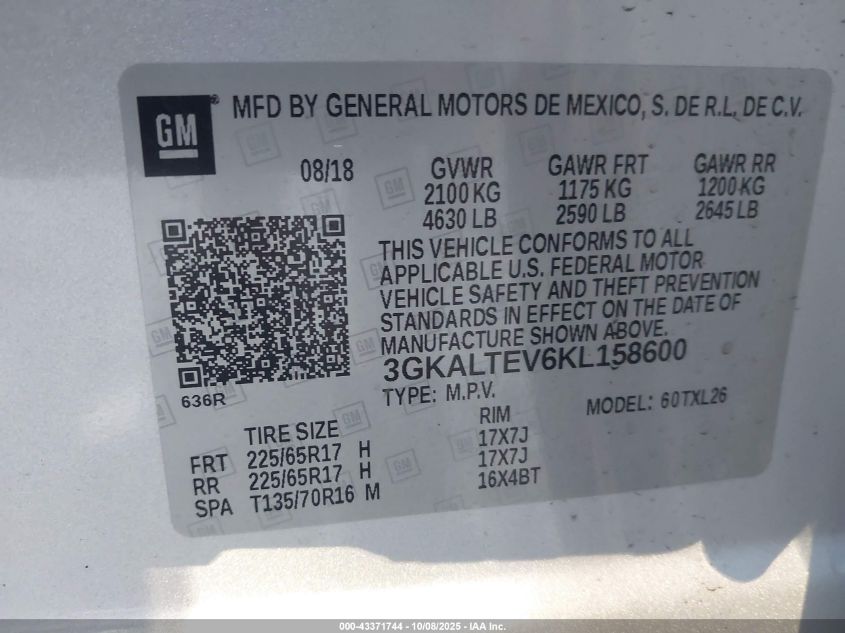 GM ® MFD BY GENERAL MOTORS DE MEXICO, S. DE R.L. DE C.V.
08/18 GVWR GAWR FRT GAWR RR
2100 KG 1175 KG 1200 KG
4630 LB 2590 LB 2645 LB
THIS VEHICLE CONFORMS TO ALL
APPLICABLE U.S. FEDERAL MOTOR
VEHICLE SAFETY AND THEFT PREVENTION
STANDARDS IN EFFECT ON THE DATE OF
MANUFACTURE SHOWN ABOVE.
3GKALTEV6KL158600
636R
TYPE: M.P.V. MODEL: 60TXL26
TIRE SIZE RIM
FRT 225/65R17 H 17X7J
RR 225/65R17 H 17X7J
SPA T135/70R16 M 16X4BT
000-43371744 | 10/08/2025 - IAA Inc.